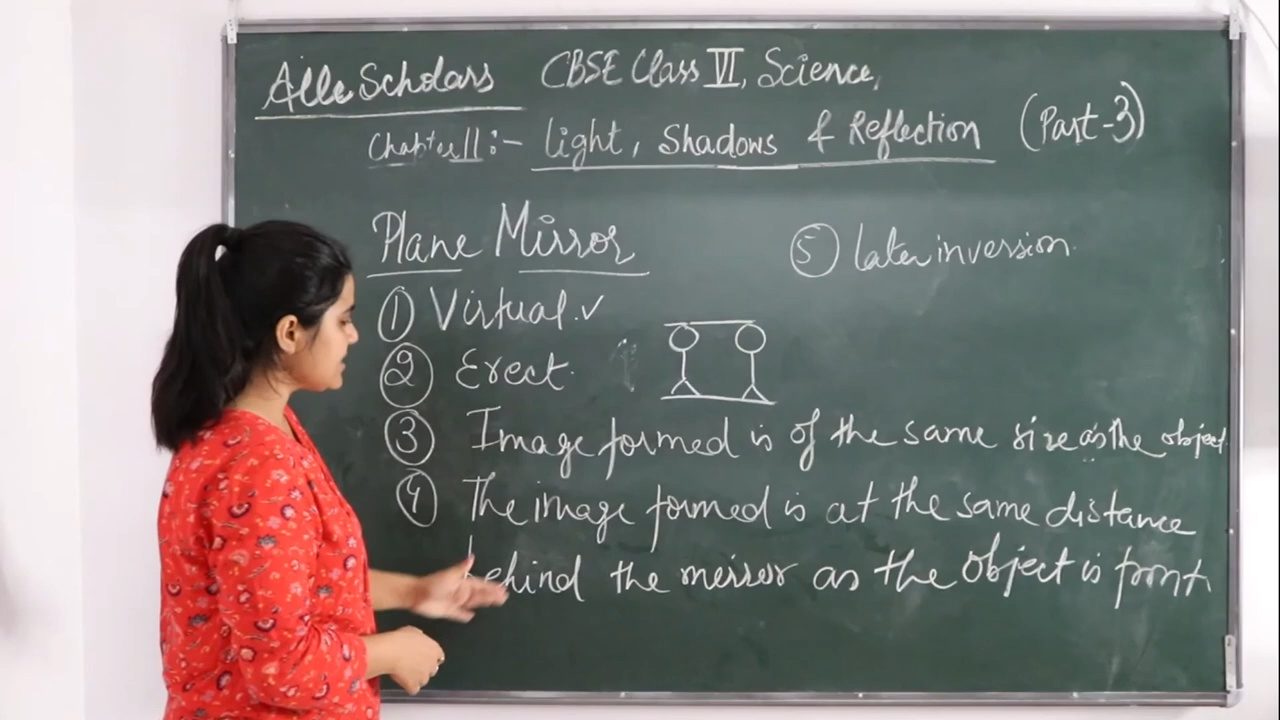 Alle Scholars CBSE Class VI, Science,
Chapter 11 :- Light, Shadows & Reflection (Part-3)
Plane Mirror
① Virtual. ✓
② Erect.
③ Image formed is of the same size as the object.
④ The image formed is at the same distance
behind the mirror as the object is front
⑤ later inversion.